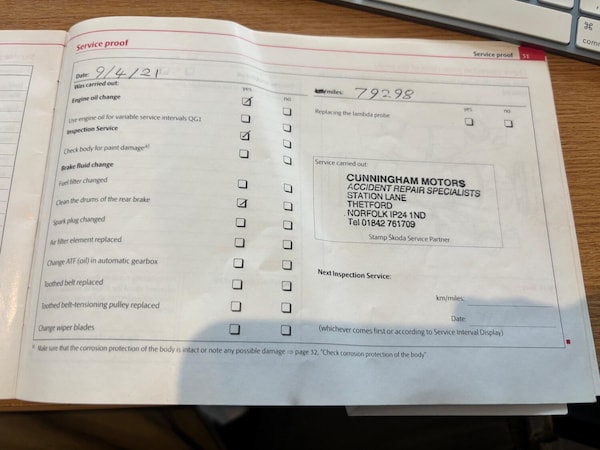 Service proof
Service proof 51
Date: 9/4/21
km/miles: 79298
Was carried out:
yes no
Engine oil change
Use engine oil for variable service intervals QG1
Inspection Service
Check body for paint damage a)
Brake fluid change
Fuel filter changed
Clean the drums of the rear brake
Spark plug changed
Air filter element replaced
Change ATF (oil) in automatic gearbox
Toothed belt replaced
Toothed belt-tensioning pulley replaced
Change wiper blades
yes no
Replacing the lambda probe
Service carried out:
CUNNINGHAM MOTORS
ACCIDENT REPAIR SPECIALISTS
STATION LANE
THETFORD
NORFOLK IP24 1ND
Tel 01842 761709
Stamp Škoda Service Partner
Next Inspection Service:
km/miles:
Date:
(whichever comes first or according to Service Interval Display)
Make sure that the corrosion protection of the body is intact or note any possible damage ⇒ page 32, "Check corrosion protection of the body"
⌘